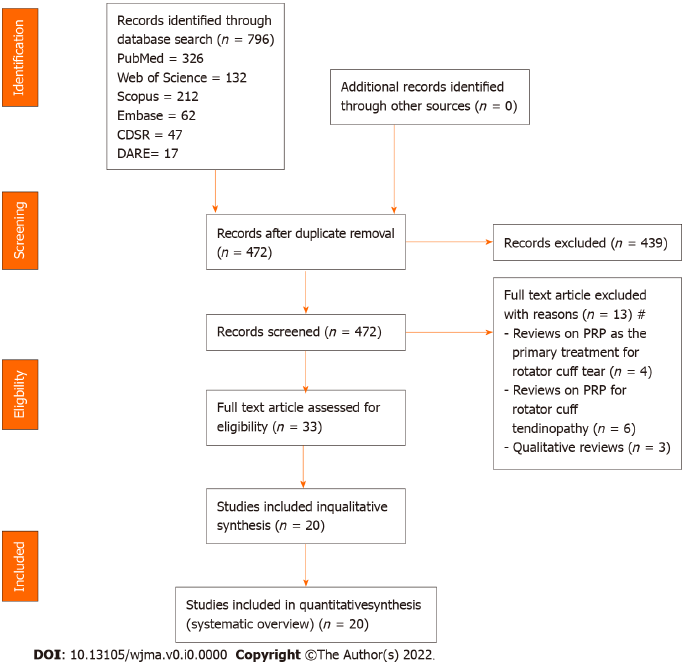 Identification
Records identified through
database search (n = 796)
PubMed = 326
Web of Science = 132
Scopus = 212
Embase = 62
CDSR = 47
DARE= 17
Additional records identified
through other sources (n = 0)
Screening
Records after duplicate removal
(n = 472)
Records excluded (n = 439)
Records screened (n = 472)
Full text article excluded
with reasons (n = 13) #
- Reviews on PRP as the
primary treatment for
rotator cuff tear (n = 4)
- Reviews on PRP for
rotator cuff
tendinopathy (n = 6)
- Qualitative reviews (n = 3)
Eligbility
Full text article assessed for
eligibility (n = 33)
Studies included inqualitative
synthesis (n = 20)
Included
Studies included in quantitativesynthesis
(systematic overview) (n = 20)
DOI: 10.13105/wjma.v0.i0.0000 Copyright ©The Author(s) 2022.